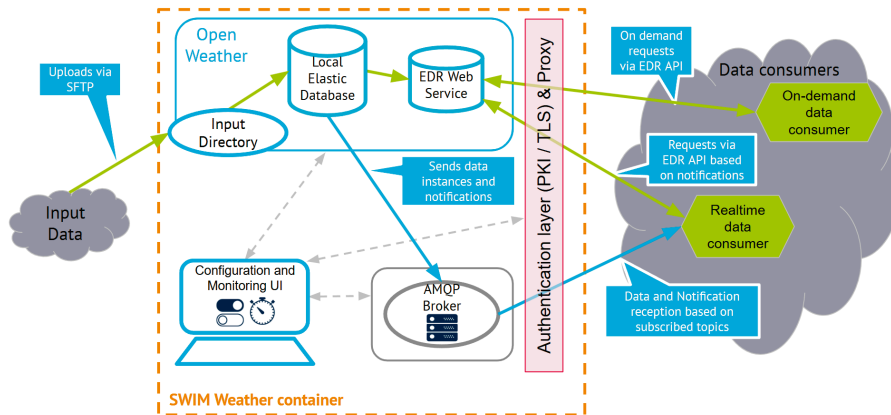 Uploads via
SFTP
Input
Data
Open
Weather
Input
Directory
Local
Elastic
Database
EDR Web
Service
Sends data
instances and
notifications
Configuration and
Monitoring UI
AMQP
Broker
SWIM Weather container
Authentication layer (PKI / TLS) & Proxy
On demand
requests
via EDR API
Data consumers
On-demand
data
consumer
Requests via
EDR API based
on notifications
Realtime
data
consumer
Data and Notification
reception based on
subscribed topics